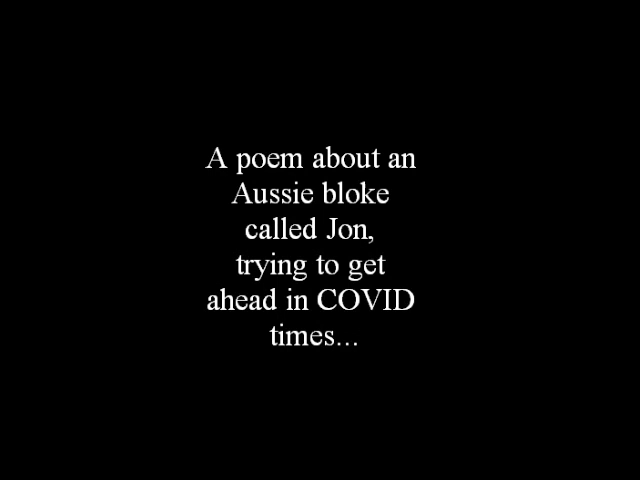 A poem about an
Aussie bloke
called Jon,
trying to get
ahead in COVID
times...